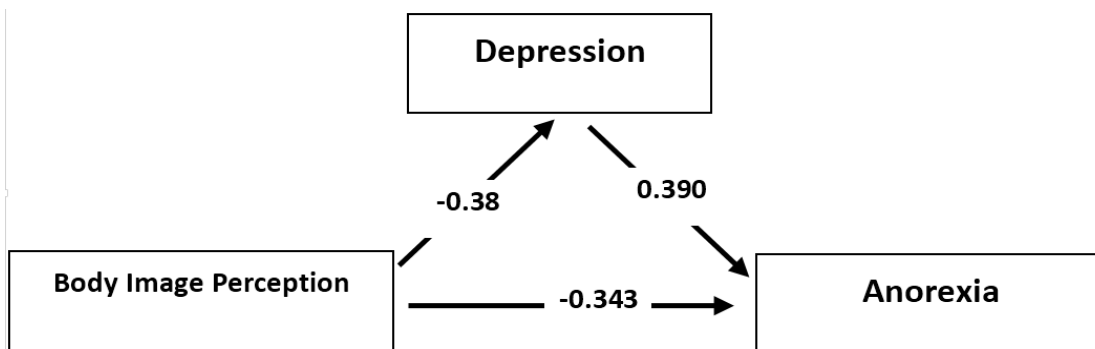 Depression
-0.38
0.390
Body Image Perception
-0.343
Anorexia